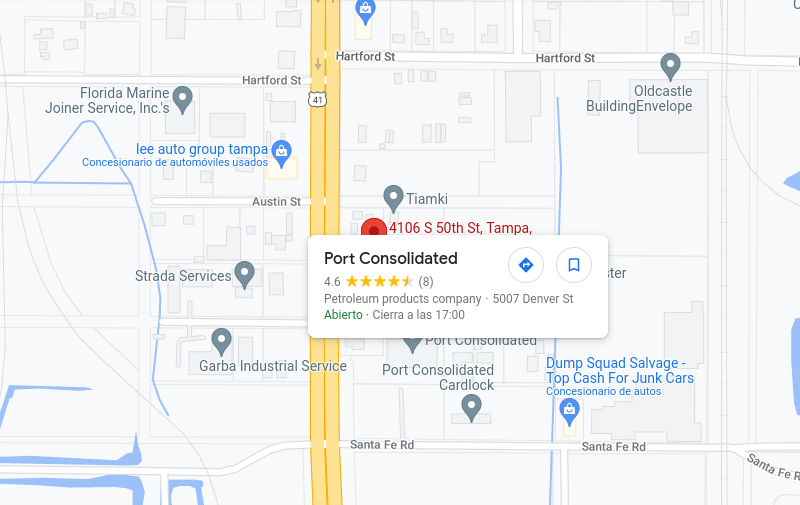 C
Hartford St
Hartford St
Hartford St
Florida Marine
Joiner Service, Inc.'s
41
Oldcastle
BuildingEnvelope
lee auto group tampa
Concesionario de automóviles usados
Austin St
Tiamki
4106 S 50th St, Tampa,
Port Consolidated
4.6 (8)
Petroleum products company · 5007 Denver St
Abierto · Cierra a las 17:00
Strada Services
ster
Port Consolidated
Garba Industrial Service
Port Consolidated
Cardlock
Dump Squad Salvage -
Top Cash For Junk Cars
Concesionario de autos
Santa Fe Rd
Santa Fe Rd
Santa Fe R